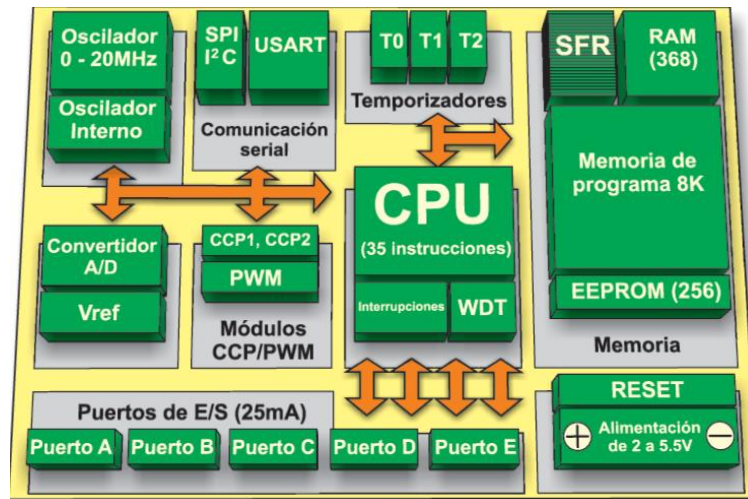 Oscilador
0 - 20MHz
Oscilador
Interno
SPI
I²C
USART
Comunicación
serial
T0
T1
T2
Temporizadores
SFR
RAM
(368)
Memoria de
programa 8K
EEPROM (256)
Memoria
CPU
(35 instrucciones)
Interrupciones
WDT
Convertidor
A/D
Vref
CCP1, CCP2
PWM
Módulos
CCP/PWM
Puertos de E/S (25mA)
Puerto A
Puerto B
Puerto C
Puerto D
Puerto E
RESET
+
Alimentación
de 2 a 5.5V
−